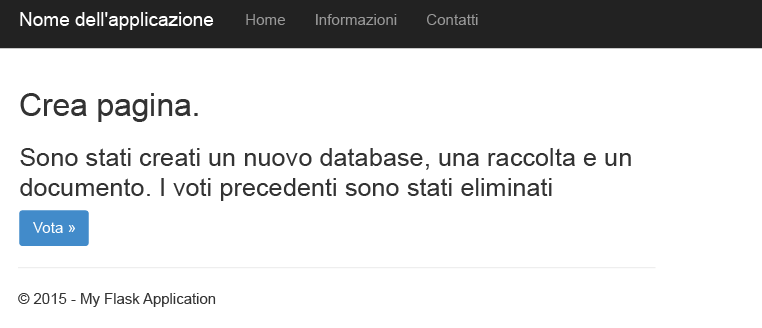 Nome dell'applicazione Home Informazioni Contatti
Crea pagina.
Sono stati creati un nuovo database, una raccolta e un
documento. I voti precedenti sono stati eliminati
Vota »
© 2015 - My Flask Application